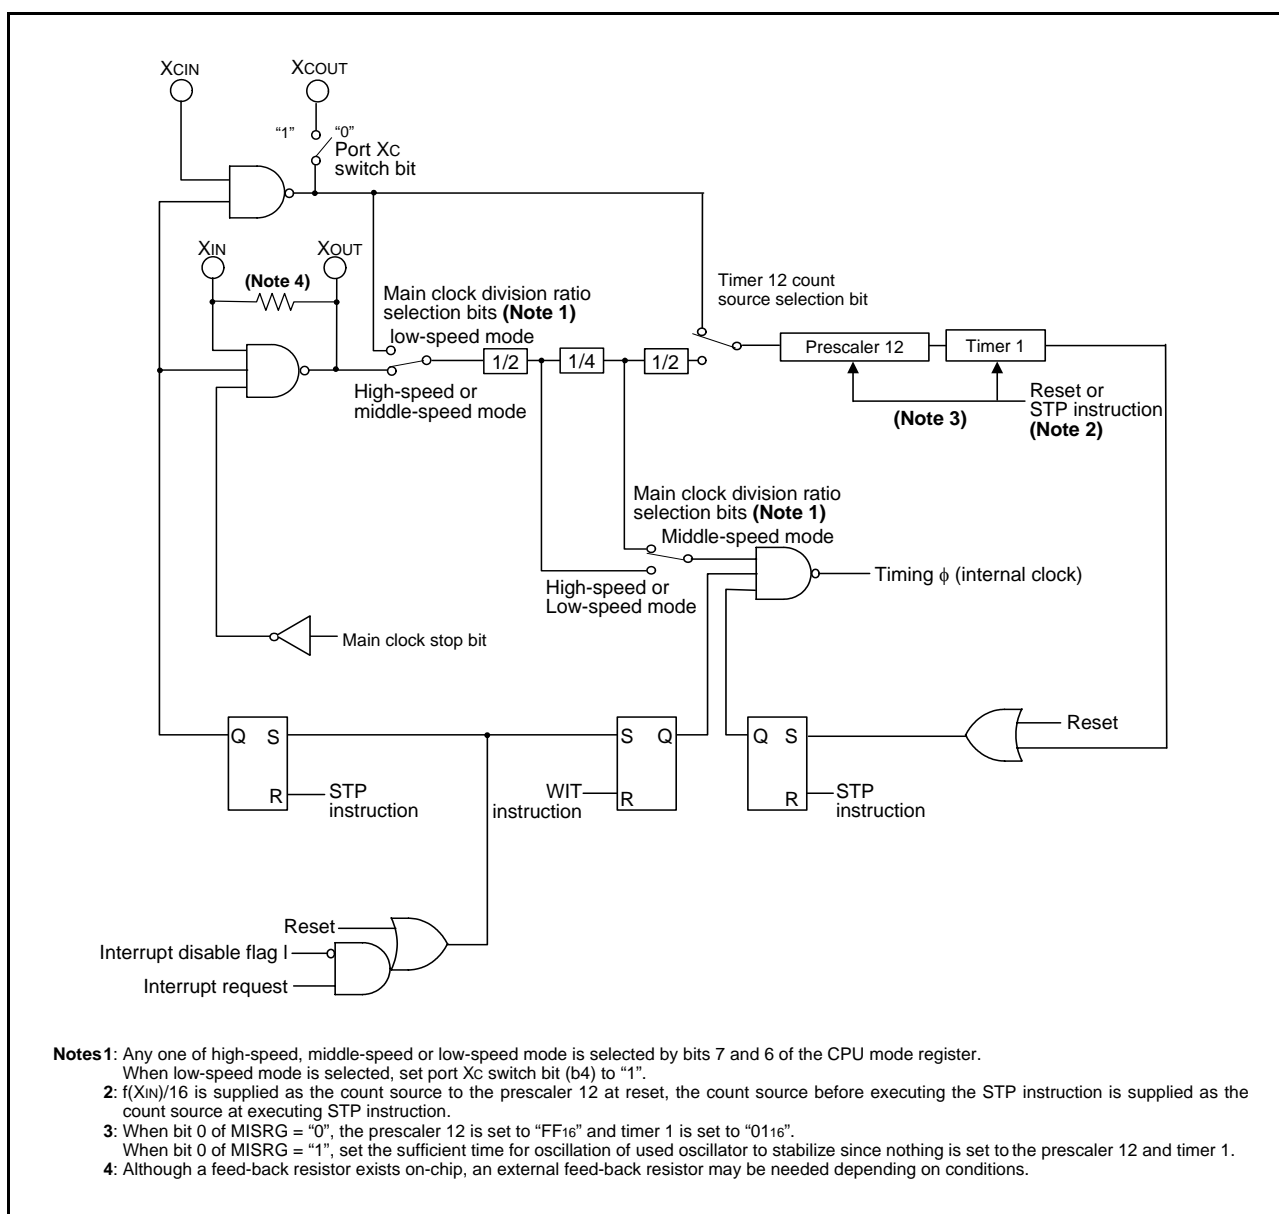 XCIN
XCOUT
“1” “0”
Port XC
switch bit
XIN
XOUT
(Note 4)
Main clock division ratio
selection bits (Note 1)
low-speed mode
Timer 12 count
source selection bit
1/2
1/4
1/2
Prescaler 12
Timer 1
High-speed or
middle-speed mode
Reset or
STP instruction
(Note 2)
(Note 3)
Main clock division ratio
selection bits (Note 1)
Middle-speed mode
Timing ϕ (internal clock)
High-speed or
Low-speed mode
Main clock stop bit
Reset
Q S
S Q
Q S
R
STP
instruction
WIT
instruction
R
R
STP
instruction
Reset
Interrupt disable flag I
Interrupt request
Notes1: Any one of high-speed, middle-speed or low-speed mode is selected by bits 7 and 6 of the CPU mode register.
When low-speed mode is selected, set port XC switch bit (b4) to “1”.
2: f(XIN)/16 is supplied as the count source to the prescaler 12 at reset, the count source before executing the STP instruction is supplied as the
count source at executing STP instruction.
3: When bit 0 of MISRG = “0”, the prescaler 12 is set to “FF16” and timer 1 is set to “0116”.
When bit 0 of MISRG = “1”, set the sufficient time for oscillation of used oscillator to stabilize since nothing is set to the prescaler 12 and timer 1.
4: Although a feed-back resistor exists on-chip, an external feed-back resistor may be needed depending on conditions.